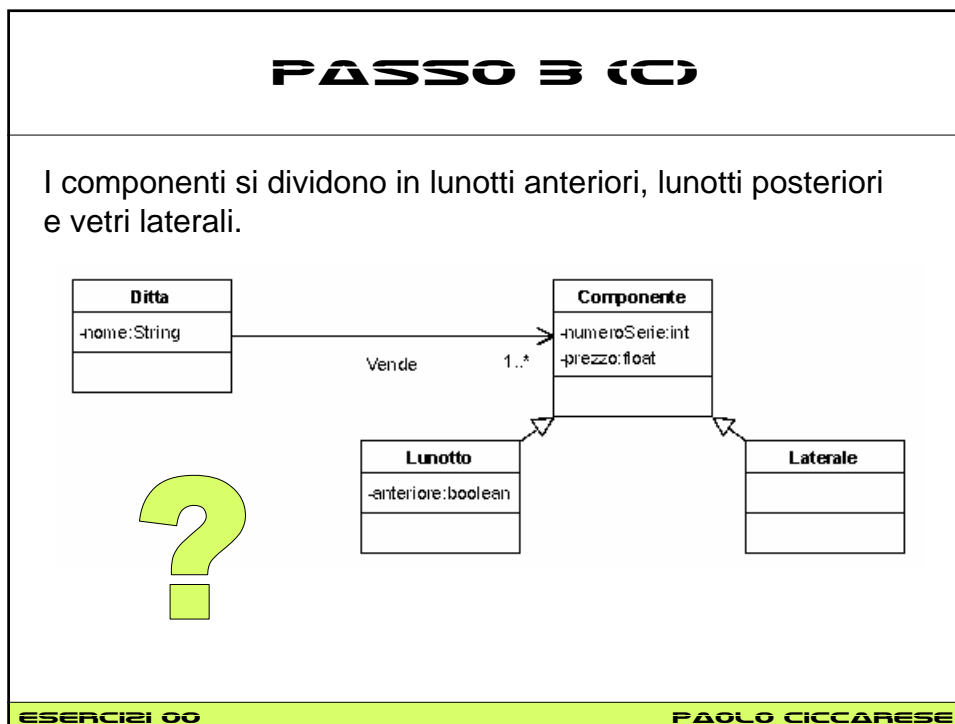 PASSO 3 (C)
I componenti si dividono in lunotti anteriori, lunotti posteriori
e vetri laterali.
Ditta
-nome:String
Vende
1..*
Componente
-numeroSerie:int
-prezzo:float
Lunotto
-anteriore:boolean
Laterale
?
ESERCIZI OO
PAOLO CICCARESE